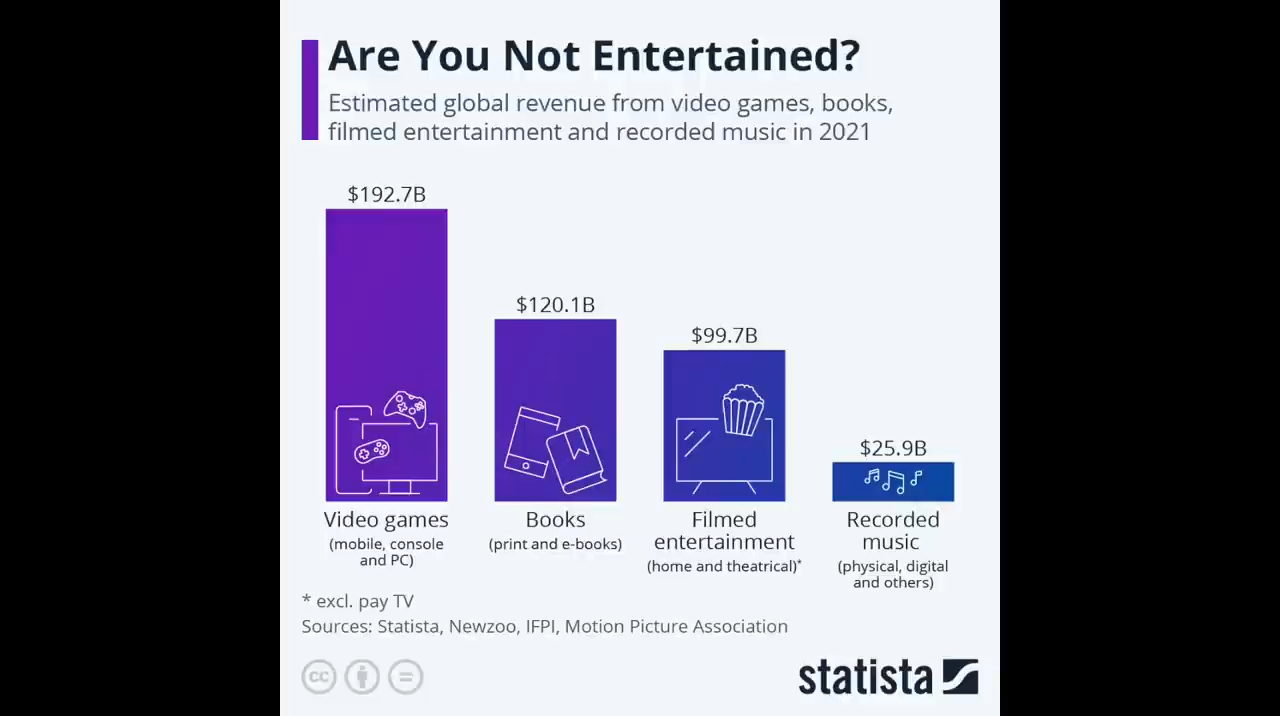 Are You Not Entertained?
Estimated global revenue from video games, books,
filmed entertainment and recorded music in 2021
$192.7B
$120.1B
$99.7B
$25.9B
Video games
(mobile, console
and PC)
Books
(print and e-books)
Filmed
entertainment
(home and theatrical)*
Recorded
music
(physical, digital
and others)
* excl. pay TV
Sources: Statista, Newzoo, IFPI, Motion Picture Association
cc
statista